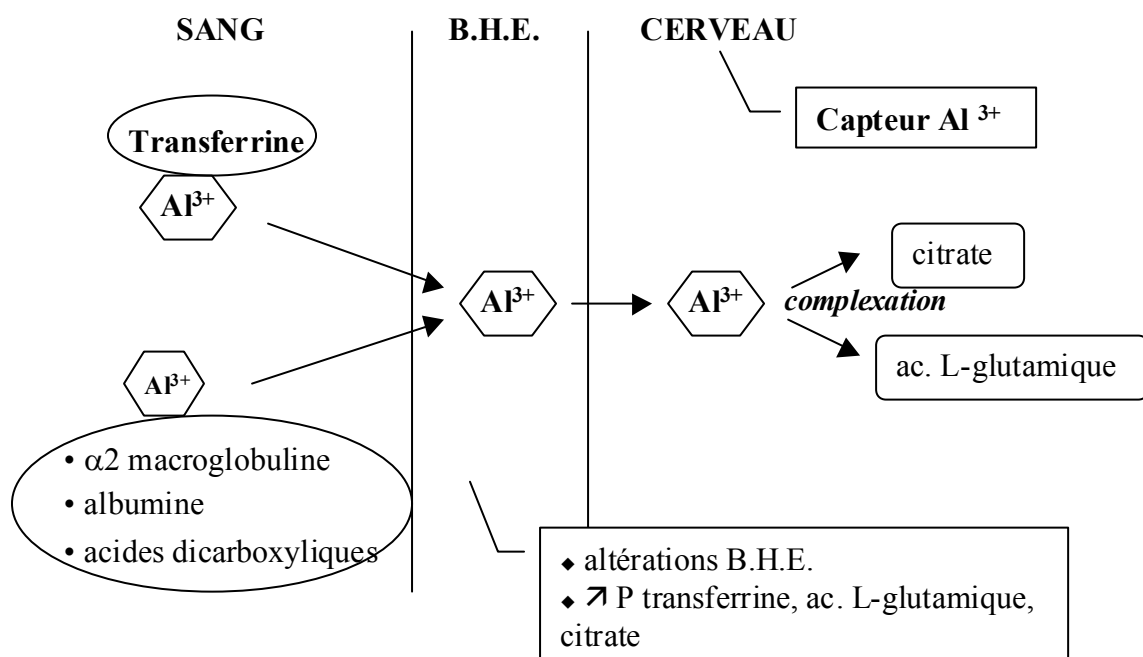 SANG
B.H.E.
CERVEAU
Capteur Al ³⁺
Transferrine
Al³⁺
citrate
Al³⁺
Al³⁺
complexation
ac. L-glutamique
Al³⁺
• α2 macroglobuline
• albumine
• acides dicarboxyliques
◆ altérations B.H.E.
◆ ↗ P transferrine, ac. L-glutamique,
citrate